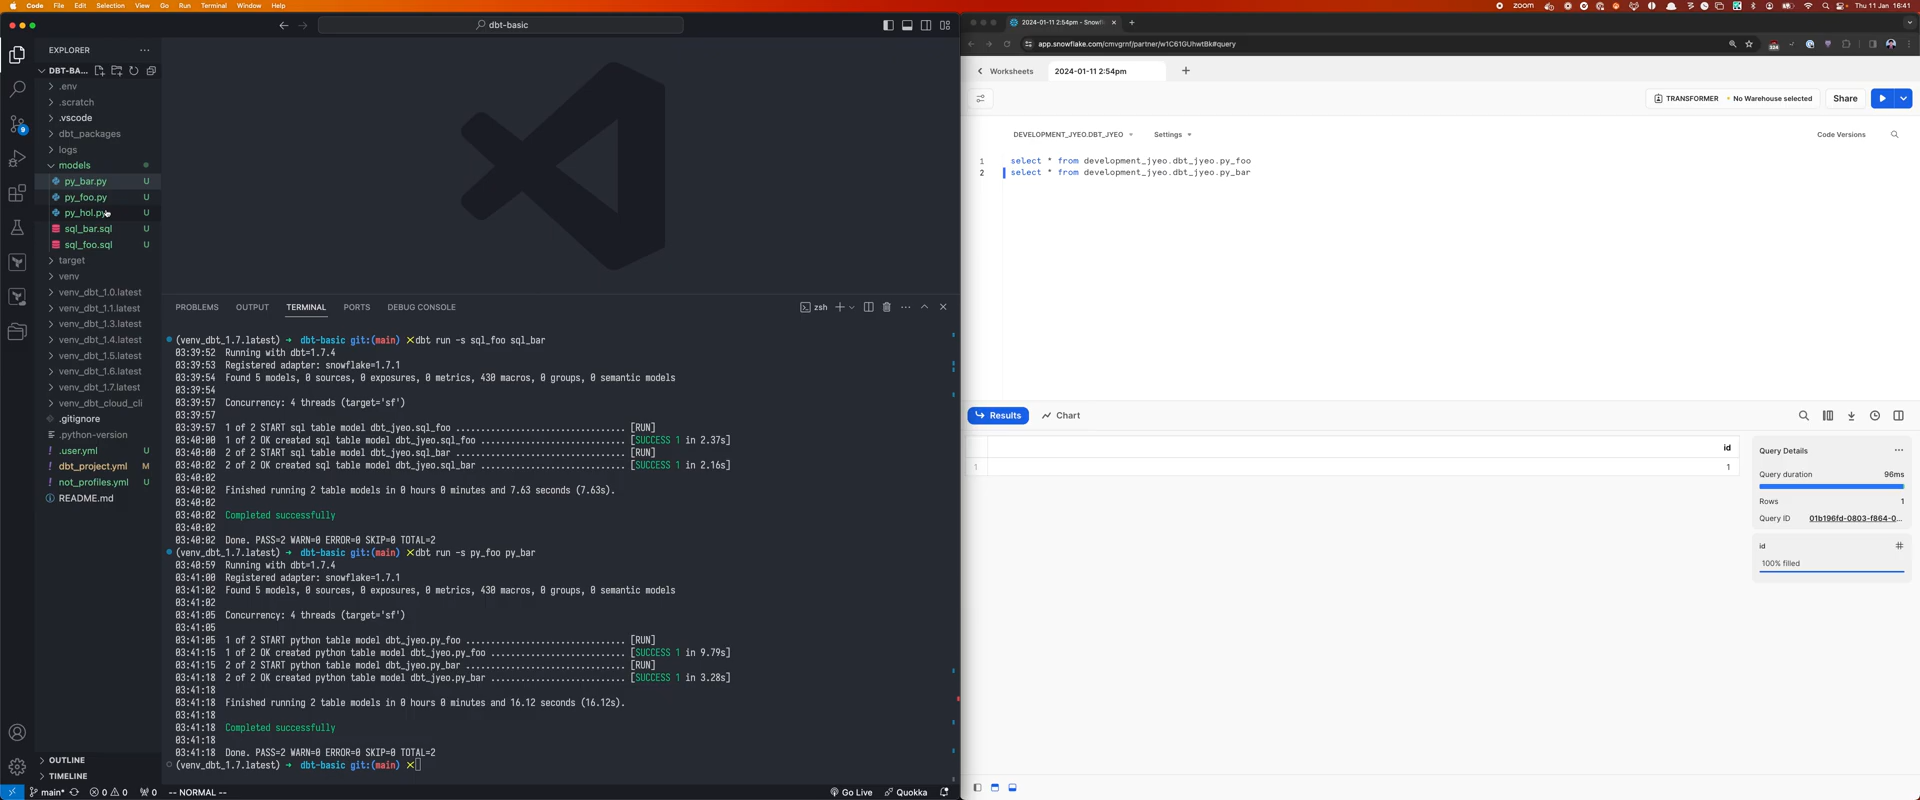 Code File Edit Selection View Go Run Terminal Window Help
zoom
Thu 11 Jan 16:41
dbt-basic
EXPLORER
DBT-BA...
.env
.scratch
.vscode
dbt_packages
logs
models
py_bar.py U
py_foo.py U
py_hol.py U
sql_bar.sql U
sql_foo.sql U
target
venv
venv_dbt_1.0.latest
venv_dbt_1.1.latest
venv_dbt_1.3.latest
venv_dbt_1.4.latest
venv_dbt_1.5.latest
venv_dbt_1.6.latest
venv_dbt_1.7.latest
venv_dbt_cloud_cli
.gitignore
.python-version
.user.yml U
dbt_project.yml M
not_profiles.yml U
README.md
OUTLINE
TIMELINE
9
PROBLEMS OUTPUT TERMINAL PORTS DEBUG CONSOLE
zsh
(venv_dbt_1.7.latest) → dbt-basic git:(main) ✗dbt run -s sql_foo sql_bar
03:39:52 Running with dbt=1.7.4
03:39:53 Registered adapter: snowflake=1.7.1
03:39:54 Found 5 models, 0 sources, 0 exposures, 0 metrics, 430 macros, 0 groups, 0 semantic models
03:39:54
03:39:57 Concurrency: 4 threads (target='sf')
03:39:57
03:39:57 1 of 2 START sql table model dbt_jyeo.sql_foo .................................. [RUN]
03:40:00 1 of 2 OK created sql table model dbt_jyeo.sql_foo ............................. [SUCCESS 1 in 2.37s]
03:40:00 2 of 2 START sql table model dbt_jyeo.sql_bar .................................. [RUN]
03:40:02 2 of 2 OK created sql table model dbt_jyeo.sql_bar ............................. [SUCCESS 1 in 2.16s]
03:40:02
03:40:02 Finished running 2 table models in 0 hours 0 minutes and 7.63 seconds (7.63s).
03:40:02
03:40:02 Completed successfully
03:40:02
03:40:02 Done. PASS=2 WARN=0 ERROR=0 SKIP=0 TOTAL=2
(venv_dbt_1.7.latest) → dbt-basic git:(main) ✗dbt run -s py_foo py_bar
03:40:59 Running with dbt=1.7.4
03:41:00 Registered adapter: snowflake=1.7.1
03:41:02 Found 5 models, 0 sources, 0 exposures, 0 metrics, 430 macros, 0 groups, 0 semantic models
03:41:02
03:41:05 Concurrency: 4 threads (target='sf')
03:41:05
03:41:05 1 of 2 START python table model dbt_jyeo.py_foo ................................ [RUN]
03:41:15 1 of 2 OK created python table model dbt_jyeo.py_foo ........................... [SUCCESS 1 in 9.79s]
03:41:15 2 of 2 START python table model dbt_jyeo.py_bar ................................ [RUN]
03:41:18 2 of 2 OK created python table model dbt_jyeo.py_bar ........................... [SUCCESS 1 in 3.28s]
03:41:18
03:41:18 Finished running 2 table models in 0 hours 0 minutes and 16.12 seconds (16.12s).
03:41:18
03:41:18 Completed successfully
03:41:18
03:41:18 Done. PASS=2 WARN=0 ERROR=0 SKIP=0 TOTAL=2
(venv_dbt_1.7.latest) → dbt-basic git:(main) ✗
main* 0 0 0 -- NORMAL -- Go Live Quokka
2024-01-11 2:54pm - Snowfl
app.snowflake.com/cmvgrnf/partner/w1C61GUhwtBk#query
Worksheets 2024-01-11 2:54pm
TRANSFORMER No Warehouse selected Share
DEVELOPMENT_JYEO.DBT_JYEO Settings Code Versions
1 select * from development_jyeo.dbt_jyeo.py_foo
2 select * from development_jyeo.dbt_jyeo.py_bar
Results Chart
id
1 1
Query Details ...
Query duration 96ms
Rows 1
Query ID 01b196fd-0803-f864-0...
id #
100% filled